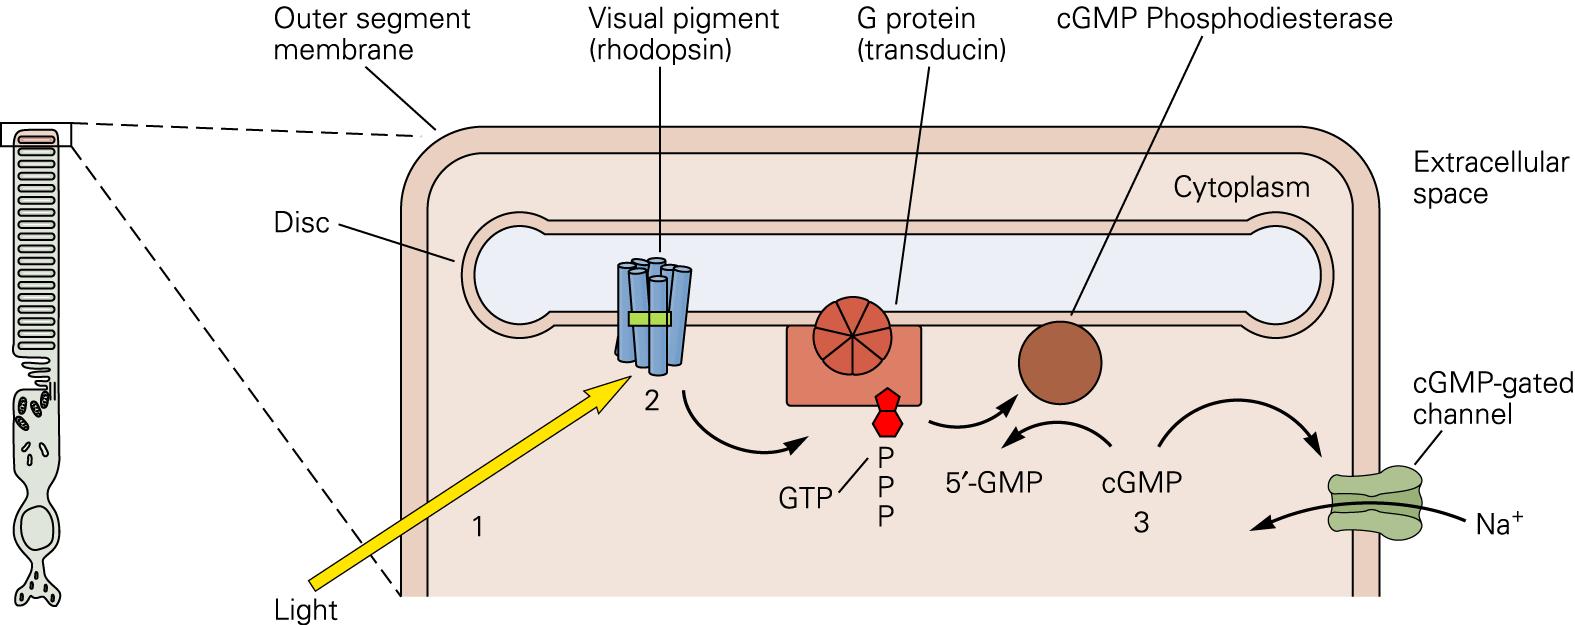 Outer segment
membrane
Visual pigment
(rhodopsin)
G protein
(transducin)
cGMP Phosphodiesterase
Extracellular
space
Cytoplasm
Disc
cGMP-gated
channel
2
GTP
P
P
P
5′-GMP
cGMP
3
1
Na⁺
Light